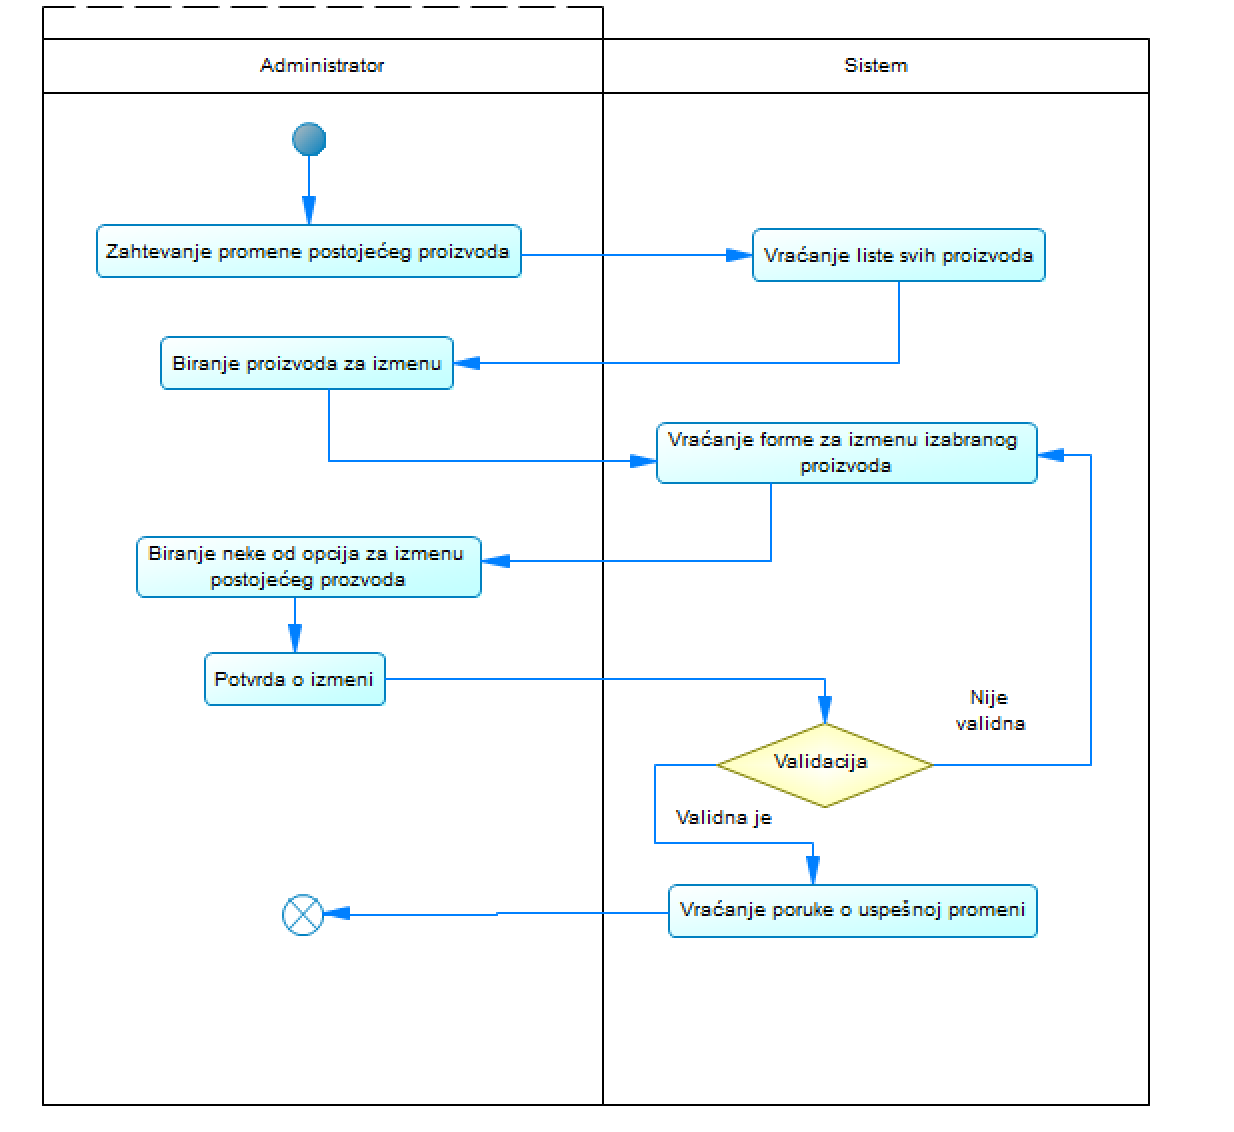 Administrator
Sistem
Zahtevanje promene postojećeg proizvoda
Vraćanje liste svih proizvoda
Biranje proizvoda za izmenu
Vraćanje forme za izmenu izabranog
proizvoda
Biranje neke od opcija za izmenu
postojećeg prozvoda
Potvrda o izmeni
Nije
validna
Validacija
Validna je
Vraćanje poruke o uspešnoj promeni